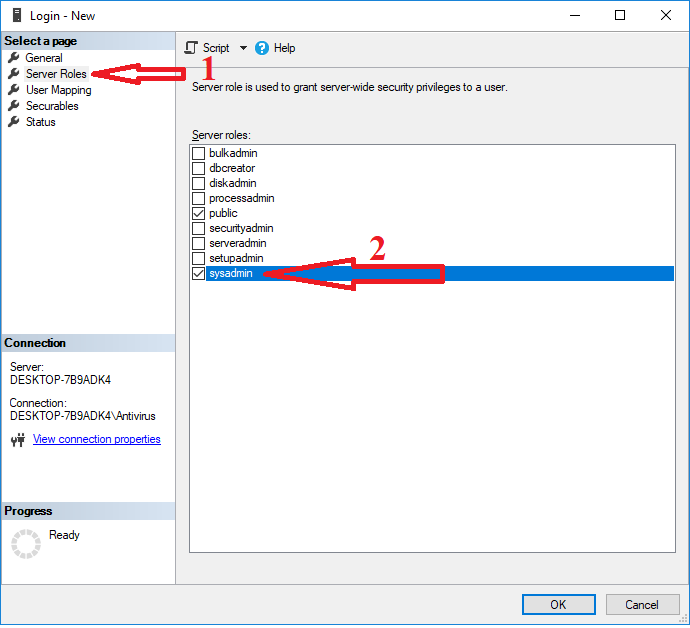 Login - New
Select a page
General
Server Roles
User Mapping
Securables
Status
1
Script
Help
Server role is used to grant server-wide security privileges to a user.
Server roles:
bulkadmin
dbcreator
diskadmin
processadmin
public
securityadmin
serveradmin
setupadmin
sysadmin
2
Connection
Server:
DESKTOP-7B9ADK4
Connection:
DESKTOP-7B9ADK4\Antivirus
View connection properties
Progress
Ready
OK
Cancel